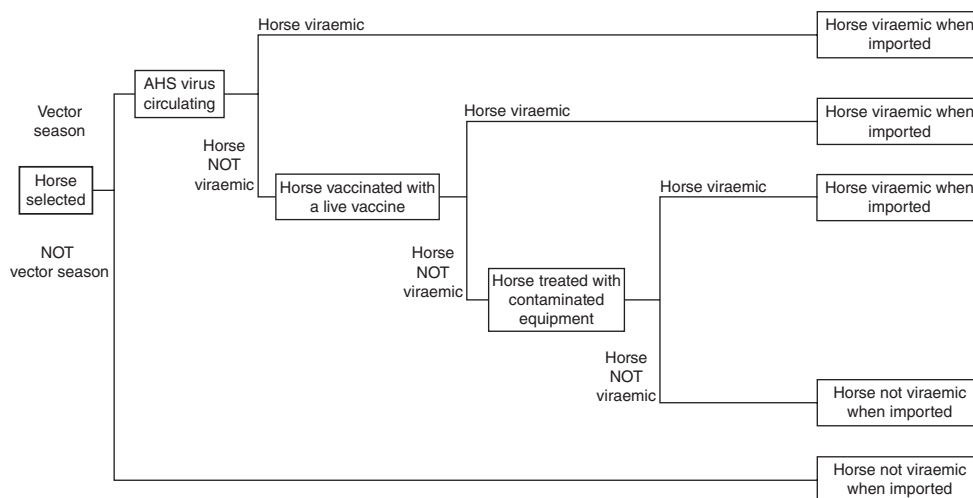 Horse viraemic
Horse viraemic when
imported
AHS virus
circulating
Vector
season
Horse viraemic
Horse viraemic when
imported
Horse
NOT
viraemic
Horse
selected
Horse vaccinated with
a live vaccine
Horse viraemic
Horse viraemic when
imported
NOT
vector season
Horse
NOT
viraemic
Horse treated with
contaminated
equipment
Horse
NOT
viraemic
Horse not viraemic
when imported
Horse not viraemic
when imported